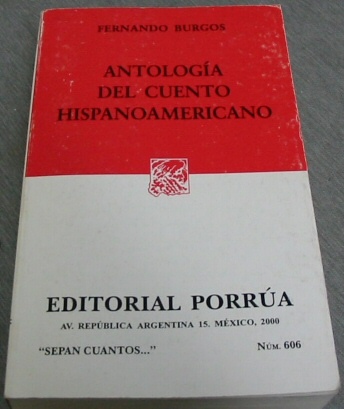 FERNANDO BURGOS
ANTOLOGÍA
DEL CUENTO
HISPANOAMERICANO
EDITORIAL PORRÚA
AV. REPÚBLICA ARGENTINA 15. MÉXICO, 2000
"SEPAN CUANTOS..." NÚM. 606